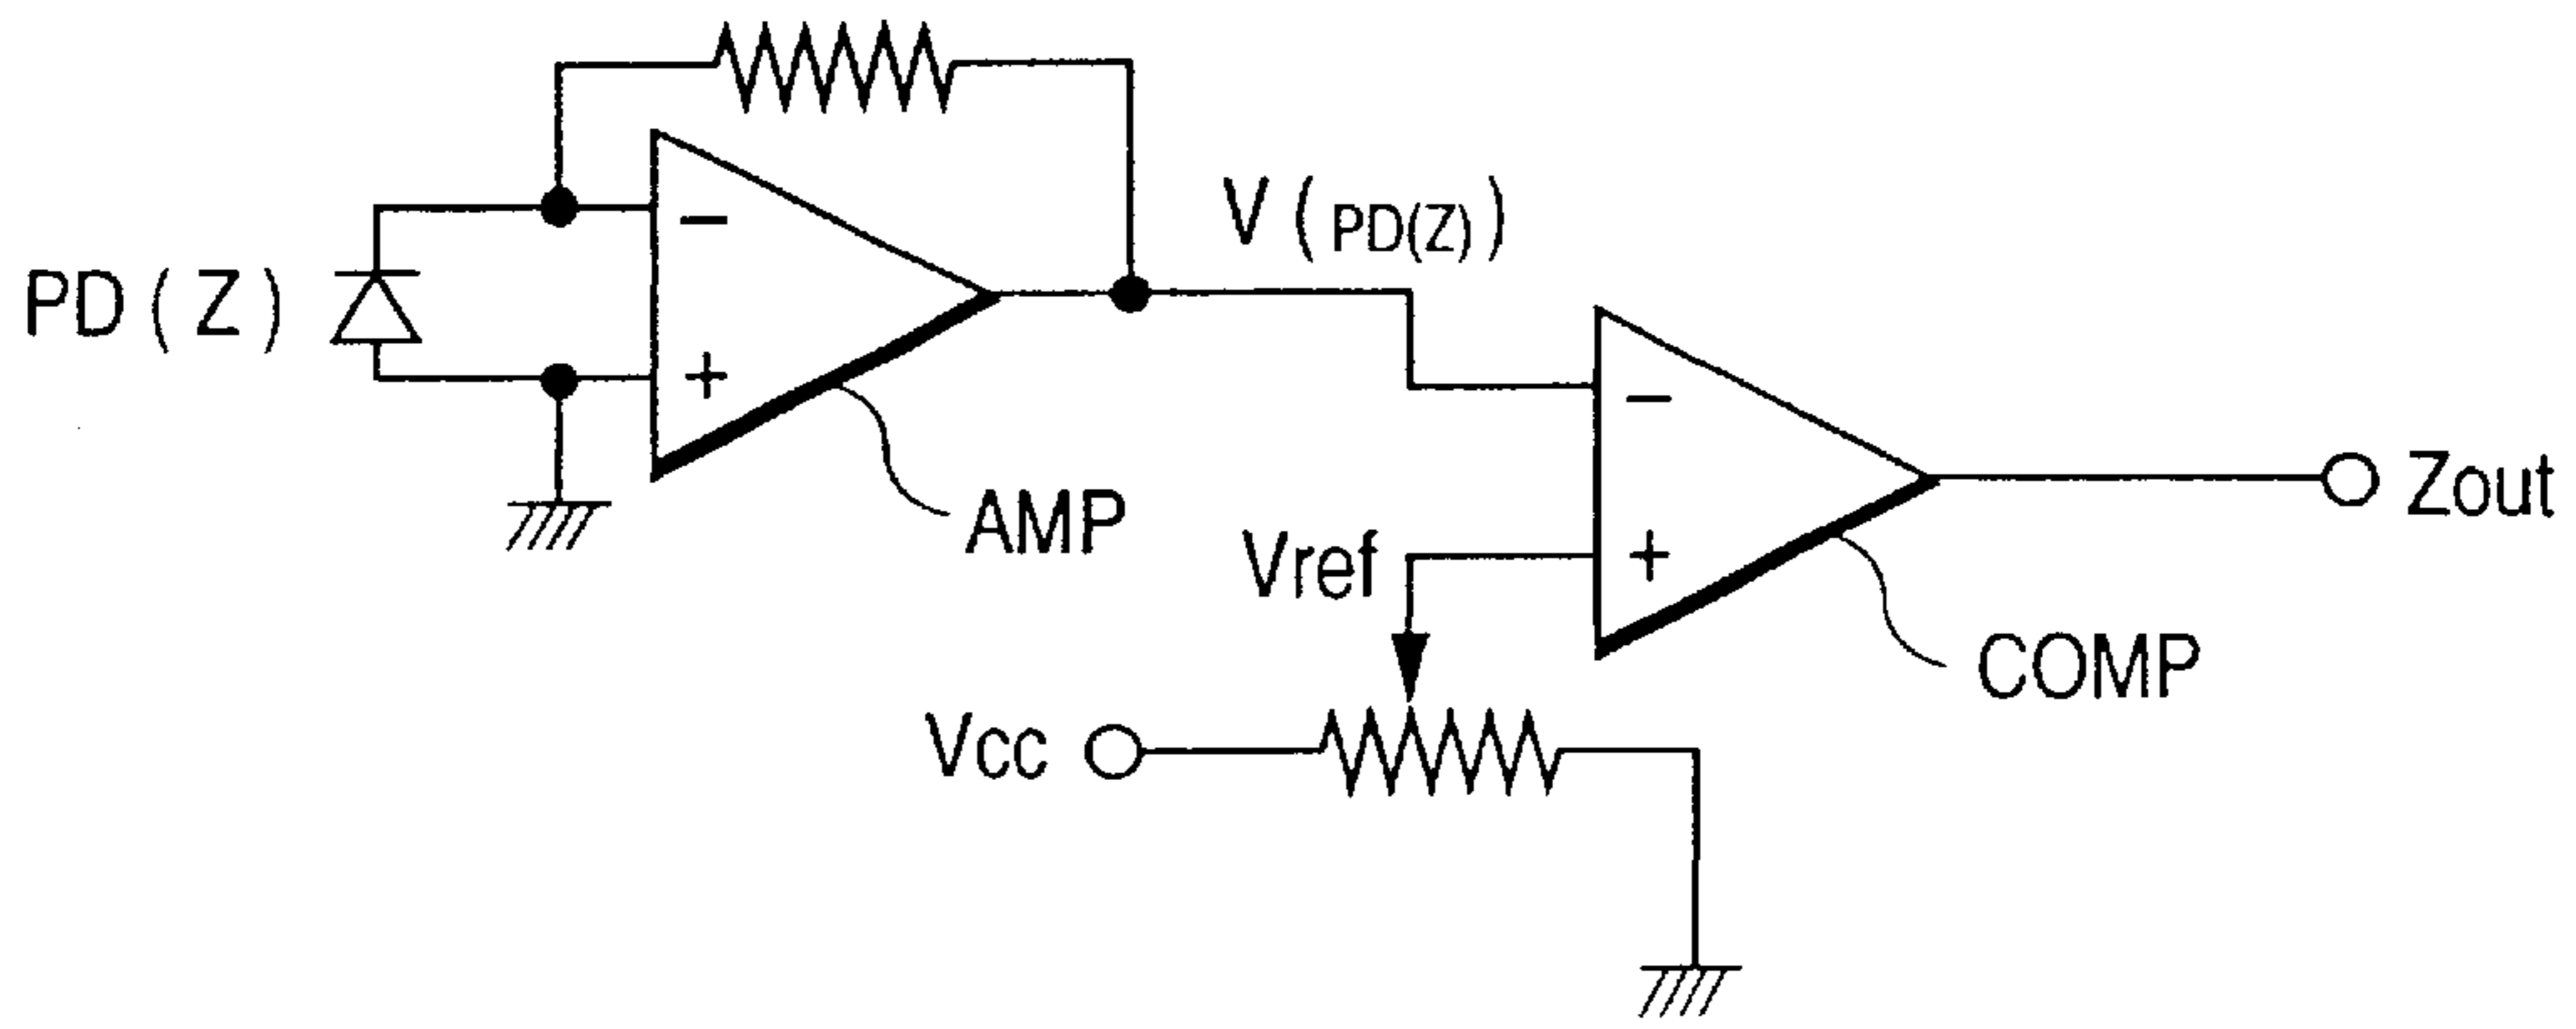 V(PD(Z))
PD(Z)
−
+
AMP
−
+
Vref
Zout
COMP
Vcc